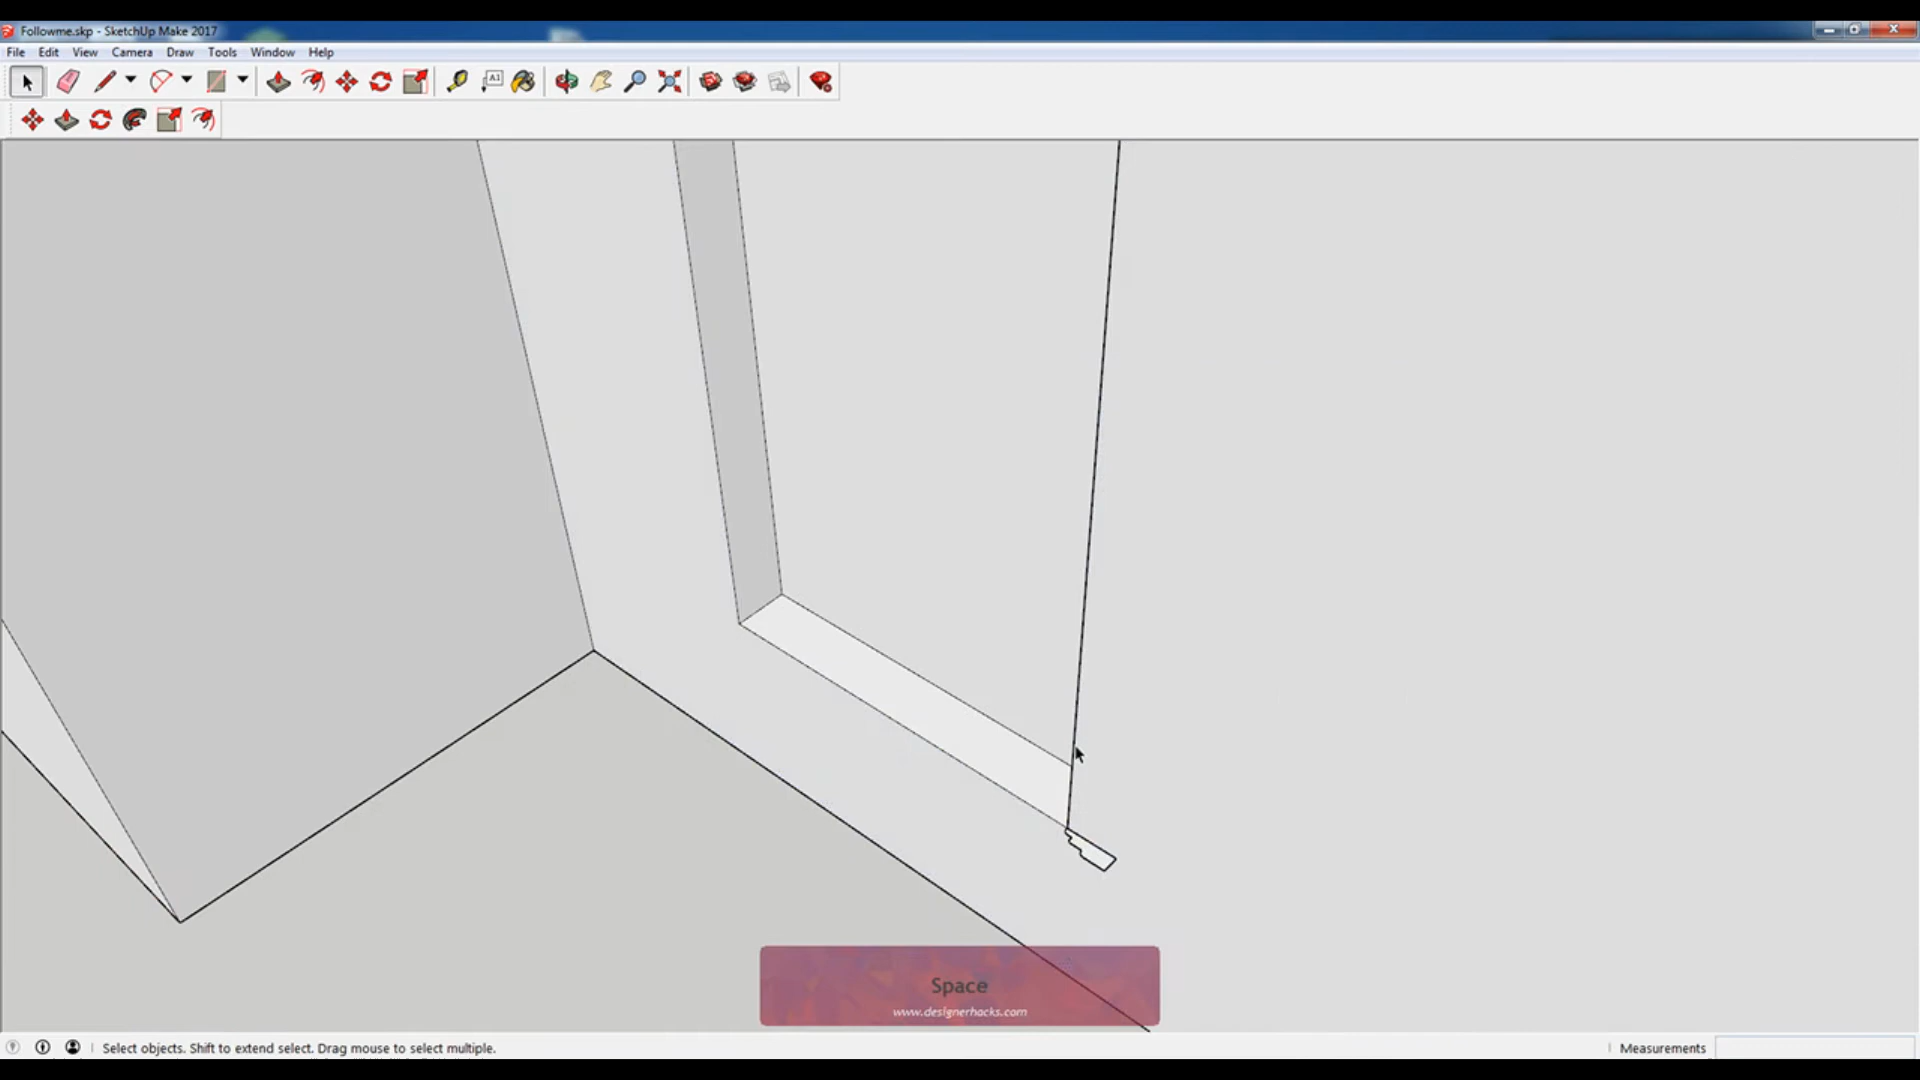 Followme.skp - SketchUp Make 2017
File Edit View Camera Draw Tools Window Help
A1
Space
www.designerhacks.com
Select objects. Shift to extend select. Drag mouse to select multiple.
Measurements